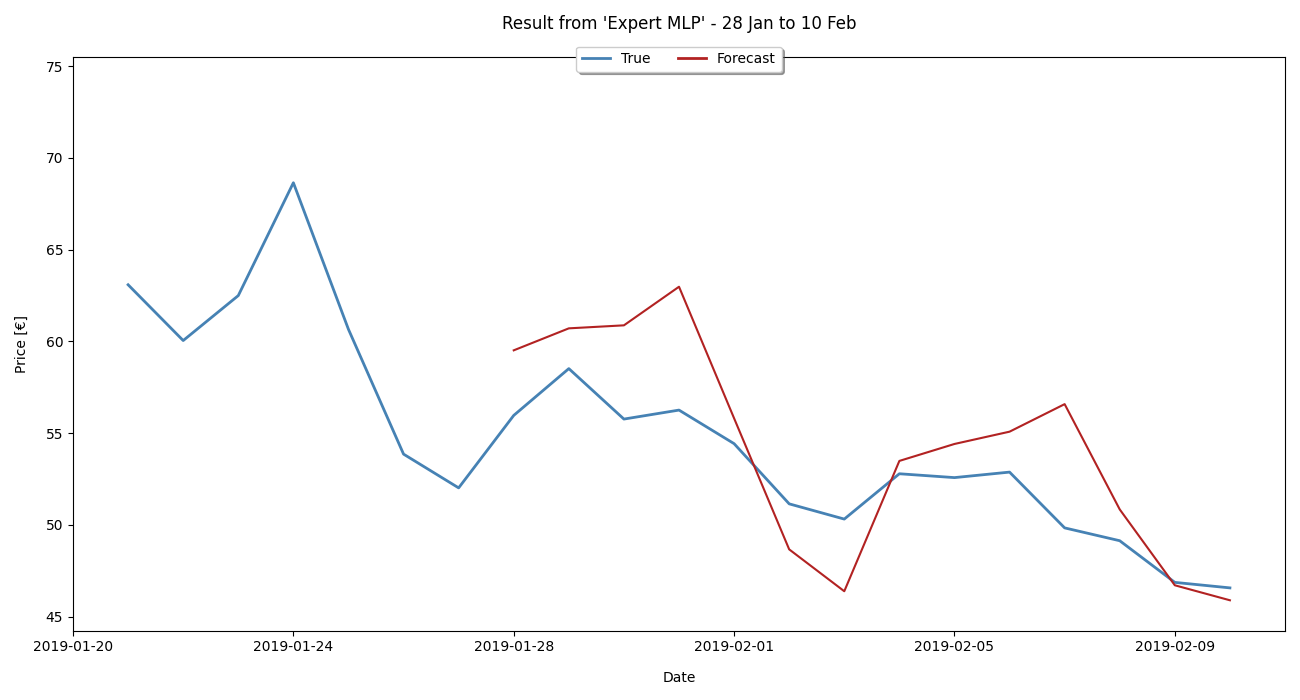 Result from 'Expert MLP' - 28 Jan to 10 Feb
True Forecast
75
70
65
60
55
50
45
Price [€]
2019-01-20 2019-01-24 2019-01-28 2019-02-01 2019-02-05 2019-02-09
Date